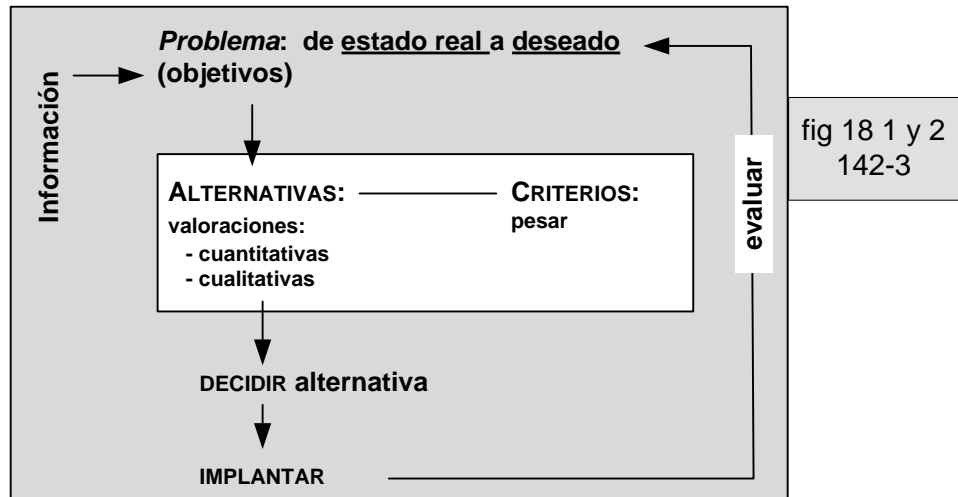 Problema: de estado real a deseado
(objetivos)
Información
ALTERNATIVAS:
valoraciones:
- cuantitativas
- cualitativas
CRITERIOS:
pesar
DECIDIR alternativa
IMPLANTAR
evaluar
fig 18 1 y 2
142-3